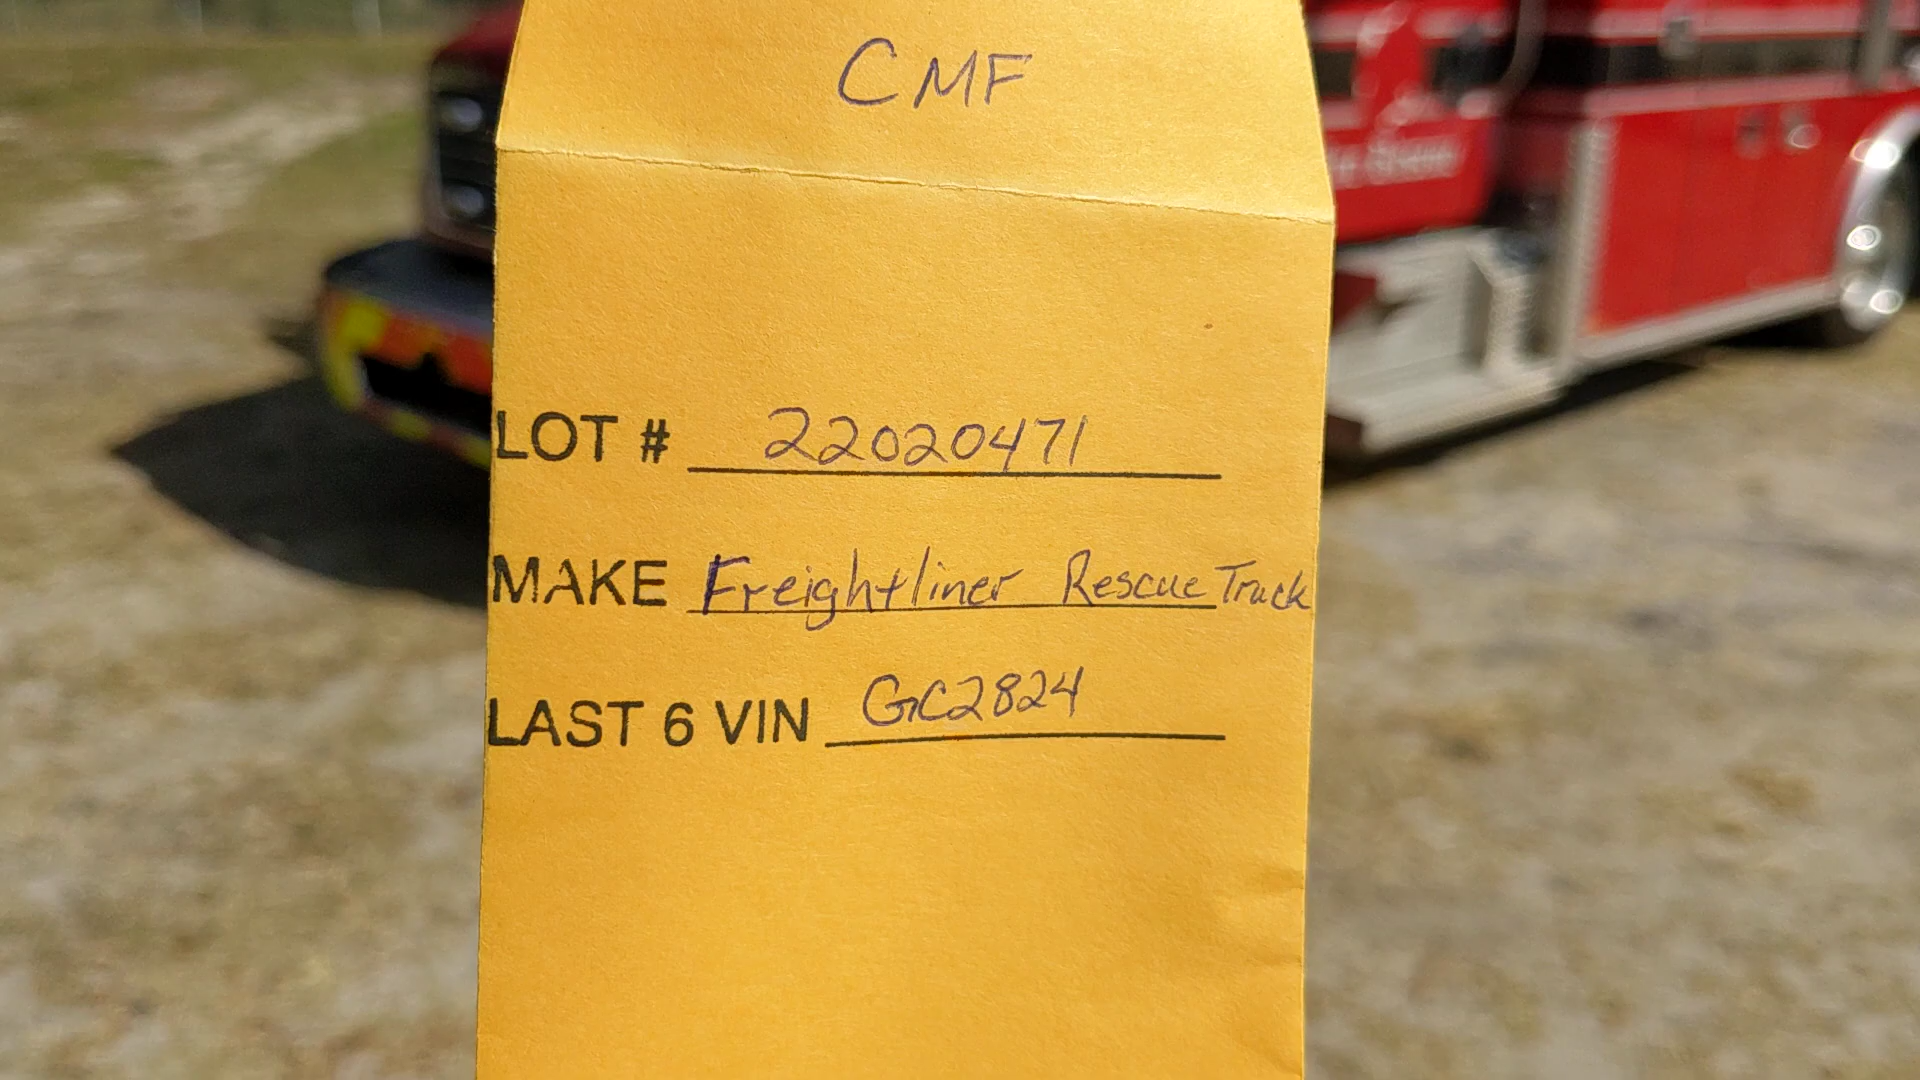 CMF
LOT # 22020471
MAKE Freightliner Rescue Truck
LAST 6 VIN GC2824